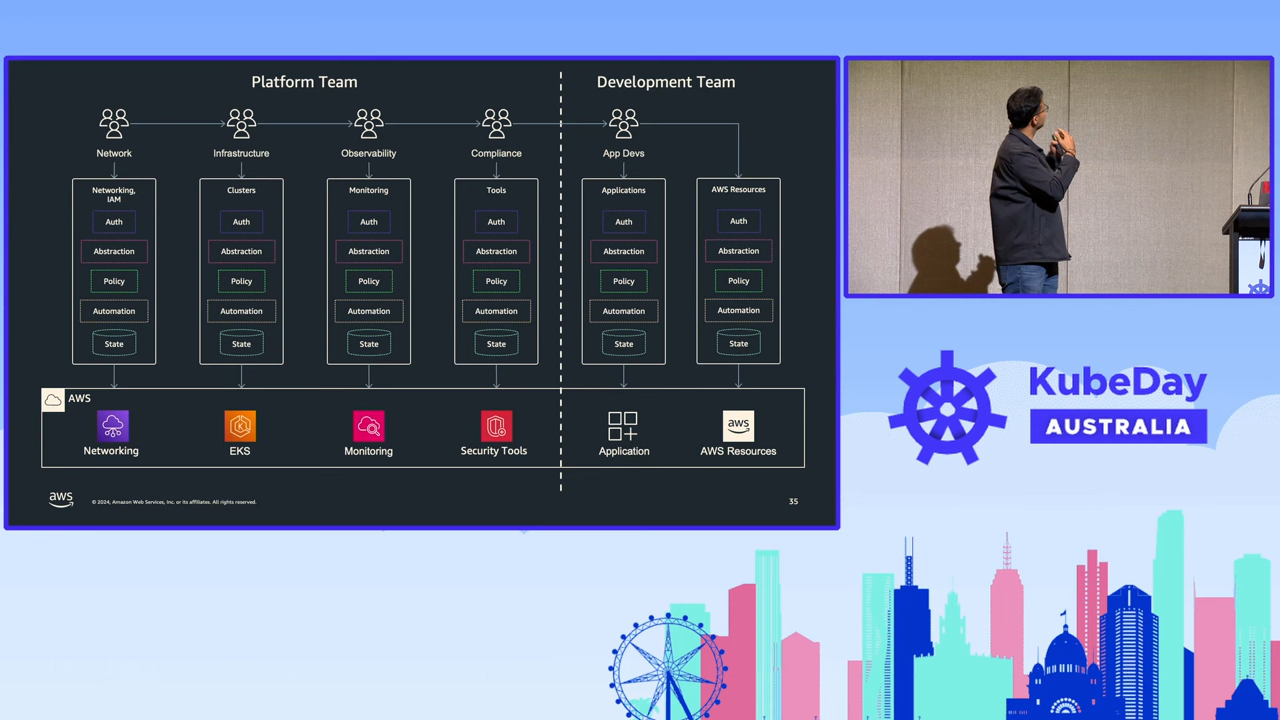 Platform Team
Development Team
Network
Infrastructure
Observability
Compliance
App Devs
Networking,
IAM
Auth
Abstraction
Policy
Automation
State
Clusters
Auth
Abstraction
Policy
Automation
State
Monitoring
Auth
Abstraction
Policy
Automation
State
Tools
Auth
Abstraction
Policy
Automation
State
Applications
Auth
Abstraction
Policy
Automation
State
AWS Resources
Auth
Abstraction
Policy
Automation
State
AWS
Networking
EKS
Monitoring
Security Tools
Application
aws
AWS Resources
aws
© 2024, Amazon Web Services, Inc. or its affiliates. All rights reserved.
35
KubeDay
AUSTRALIA